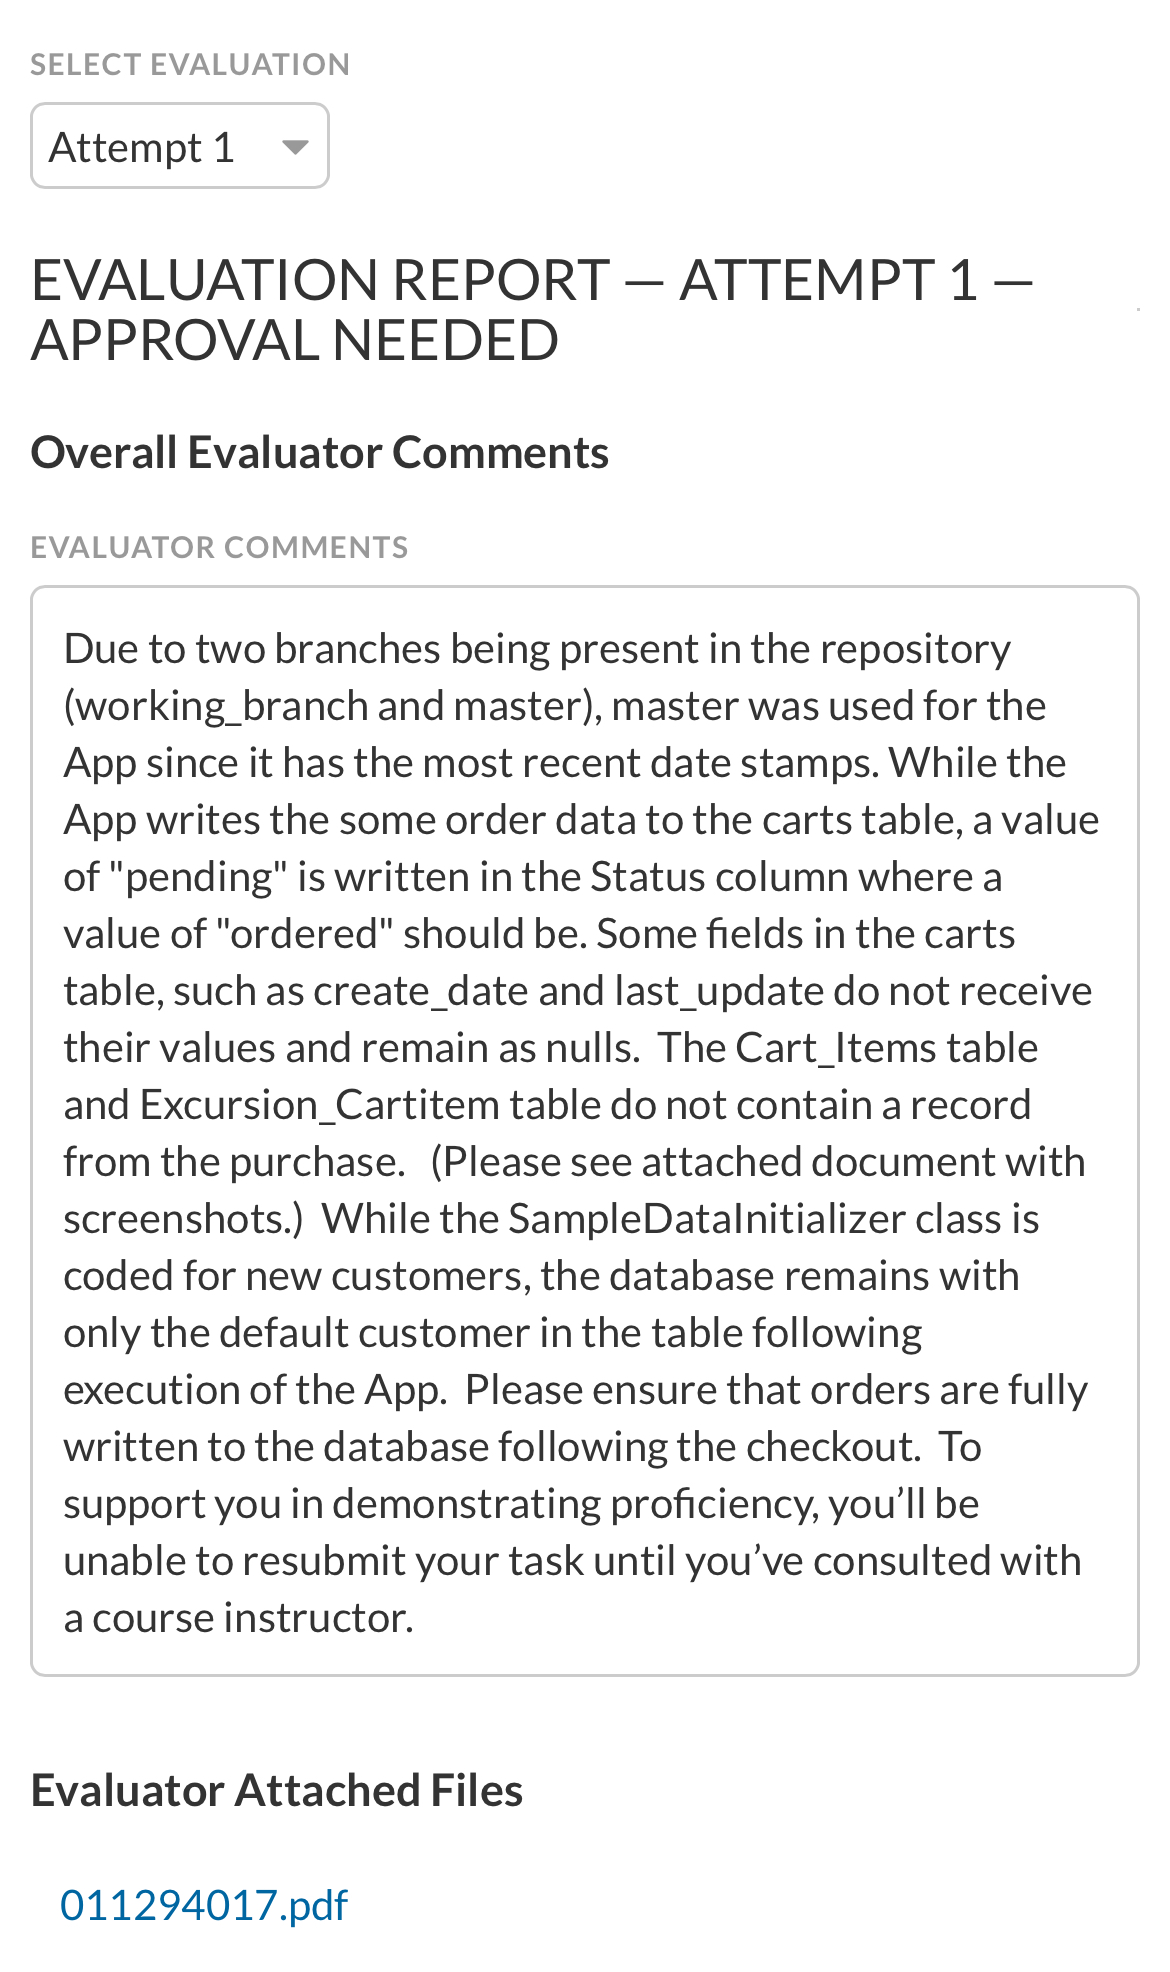 SELECT EVALUATION
Attempt 1
EVALUATION REPORT — ATTEMPT 1 —
APPROVAL NEEDED
Overall Evaluator Comments
EVALUATOR COMMENTS
Due to two branches being present in the repository
(working_branch and master), master was used for the
App since it has the most recent date stamps. While the
App writes the some order data to the carts table, a value
of "pending" is written in the Status column where a
value of "ordered" should be. Some fields in the carts
table, such as create_date and last_update do not receive
their values and remain as nulls.  The Cart_Items table
and Excursion_Cartitem table do not contain a record
from the purchase.   (Please see attached document with
screenshots.)  While the SampleDataInitializer class is
coded for new customers, the database remains with
only the default customer in the table following
execution of the App.  Please ensure that orders are fully
written to the database following the checkout.  To
support you in demonstrating proficiency, you’ll be
unable to resubmit your task until you’ve consulted with
a course instructor.
Evaluator Attached Files
011294017.pdf